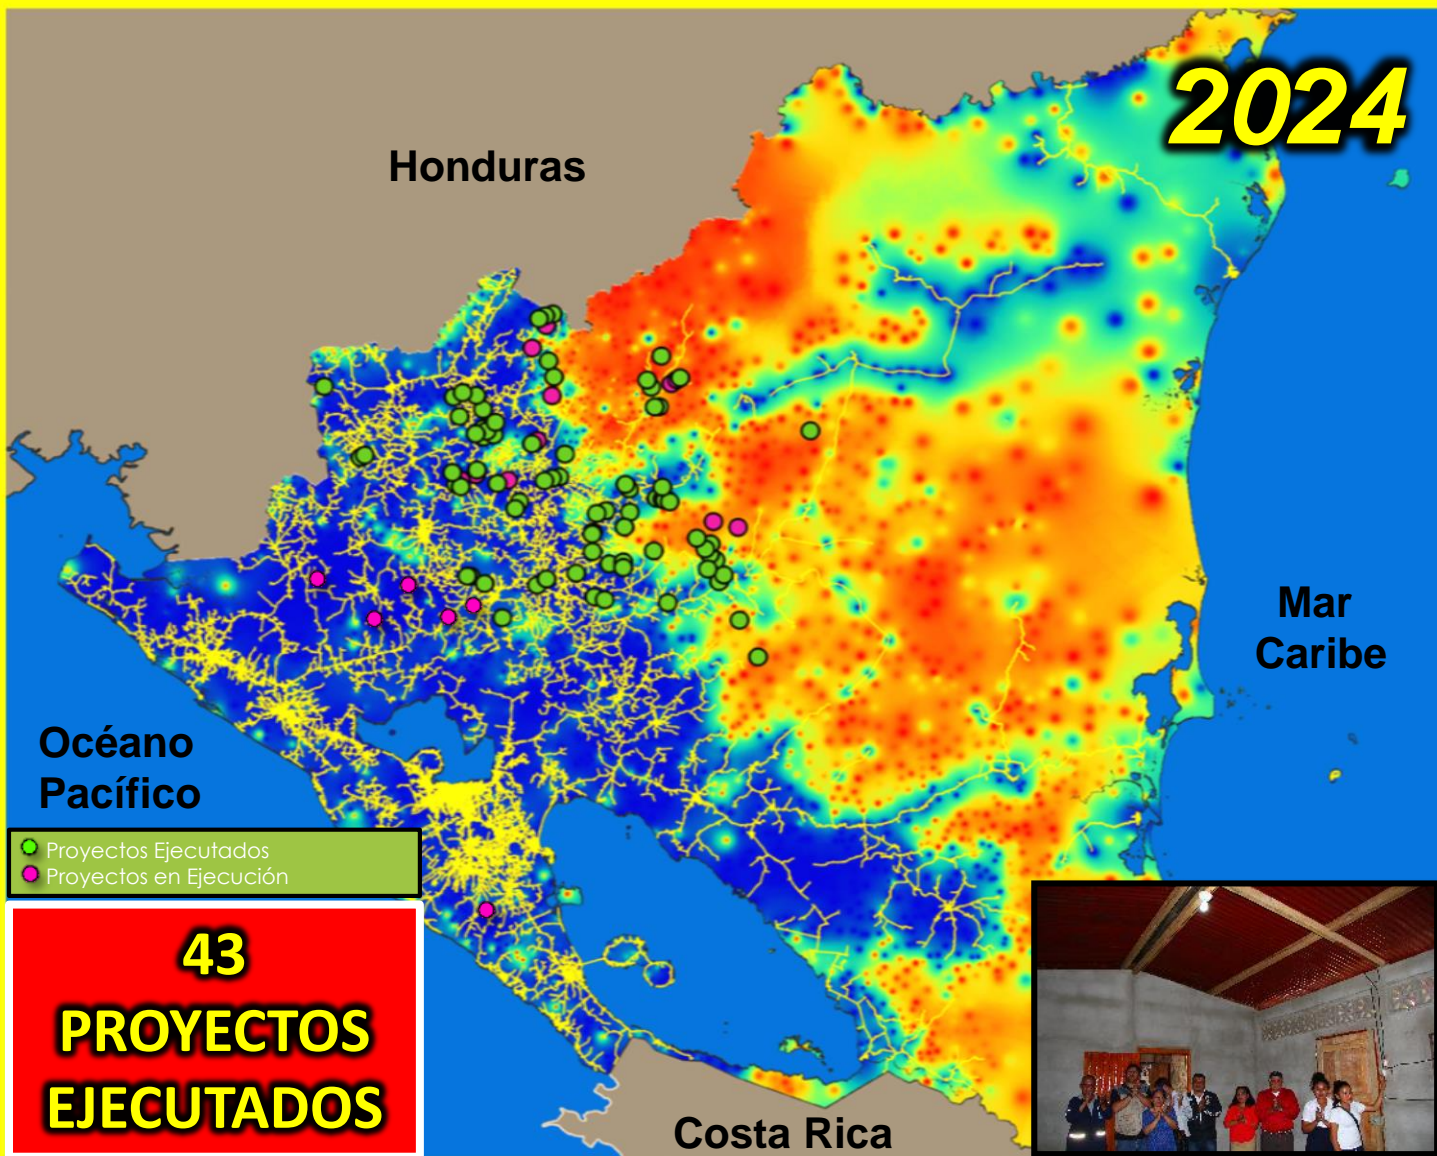 2024
Honduras
Mar
Caribe
Océano
Pacífico
Proyectos Ejecutados
Proyectos en Ejecución
43
PROYECTOS
EJECUTADOS
Costa Rica